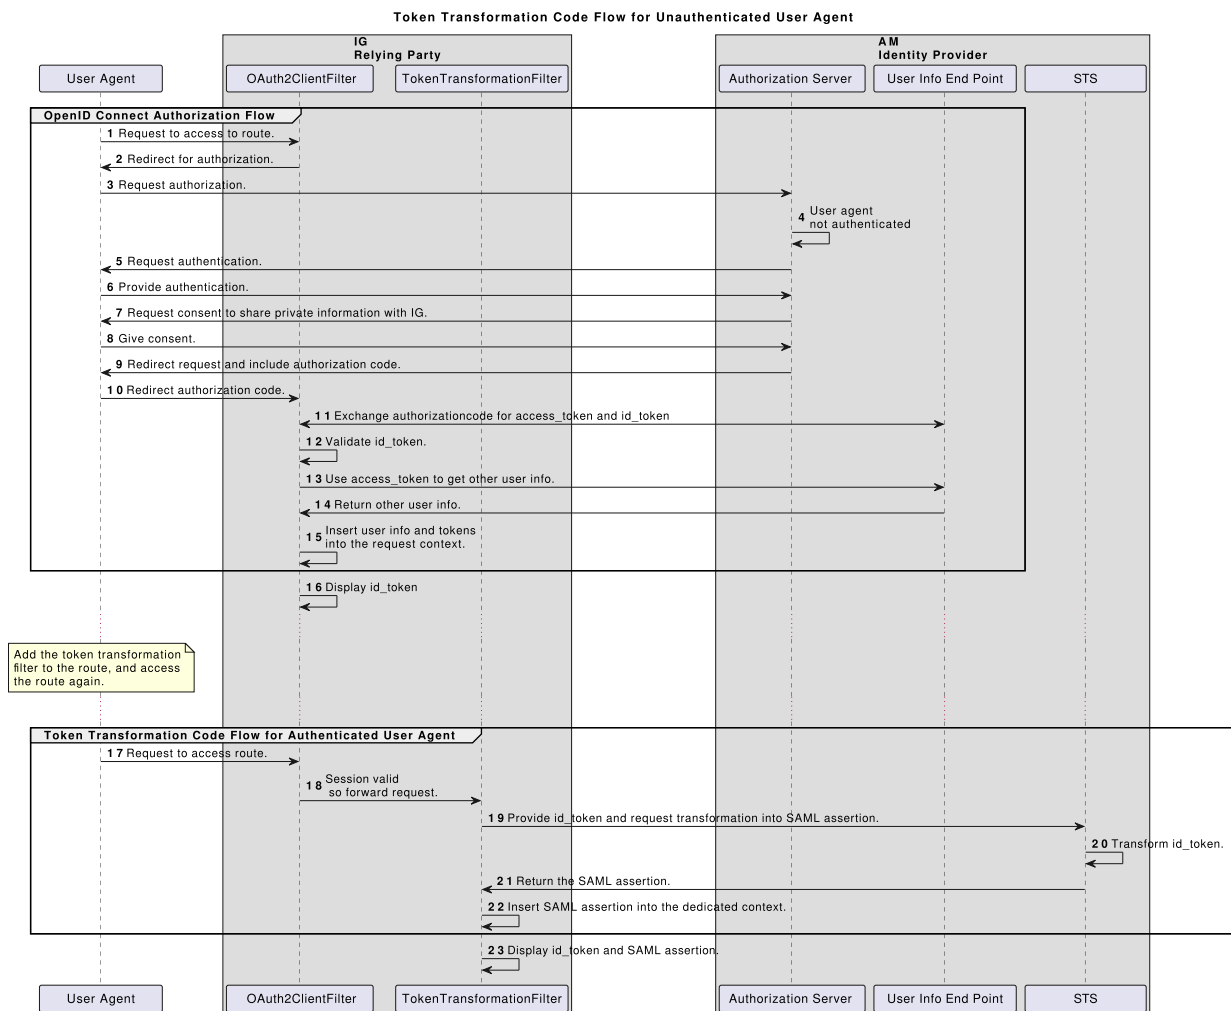 Token Transformation Code Flow for Unauthenticated User Agent
IG
Relying Party
AM
Identity Provider
User Agent
OAuth2ClientFilter
TokenTransformationFilter
Authorization Server
User Info End Point
STS
OpenID Connect Authorization Flow
1 Request to access to route.
2 Redirect for authorization.
3 Request authorization.
4 User agent
not authenticated
5 Request authentication.
6 Provide authentication.
7 Request consent to share private information with IG.
8 Give consent.
9 Redirect request and include authorization code.
10 Redirect authorization code.
11 Exchange authorizationcode for access_token and id_token
12 Validate id_token.
13 Use access_token to get other user info.
14 Return other user info.
15 Insert user info and tokens
into the request context.
16 Display id_token
Add the token transformation
filter to the route, and access
the route again.
Token Transformation Code Flow for Authenticated User Agent
17 Request to access route.
18 Session valid
so forward request.
19 Provide id_token and request transformation into SAML assertion.
20 Transform id_token.
21 Return the SAML assertion.
22 Insert SAML assertion into the dedicated context.
23 Display id_token and SAML assertion.
User Agent
OAuth2ClientFilter
TokenTransformationFilter
Authorization Server
User Info End Point
STS